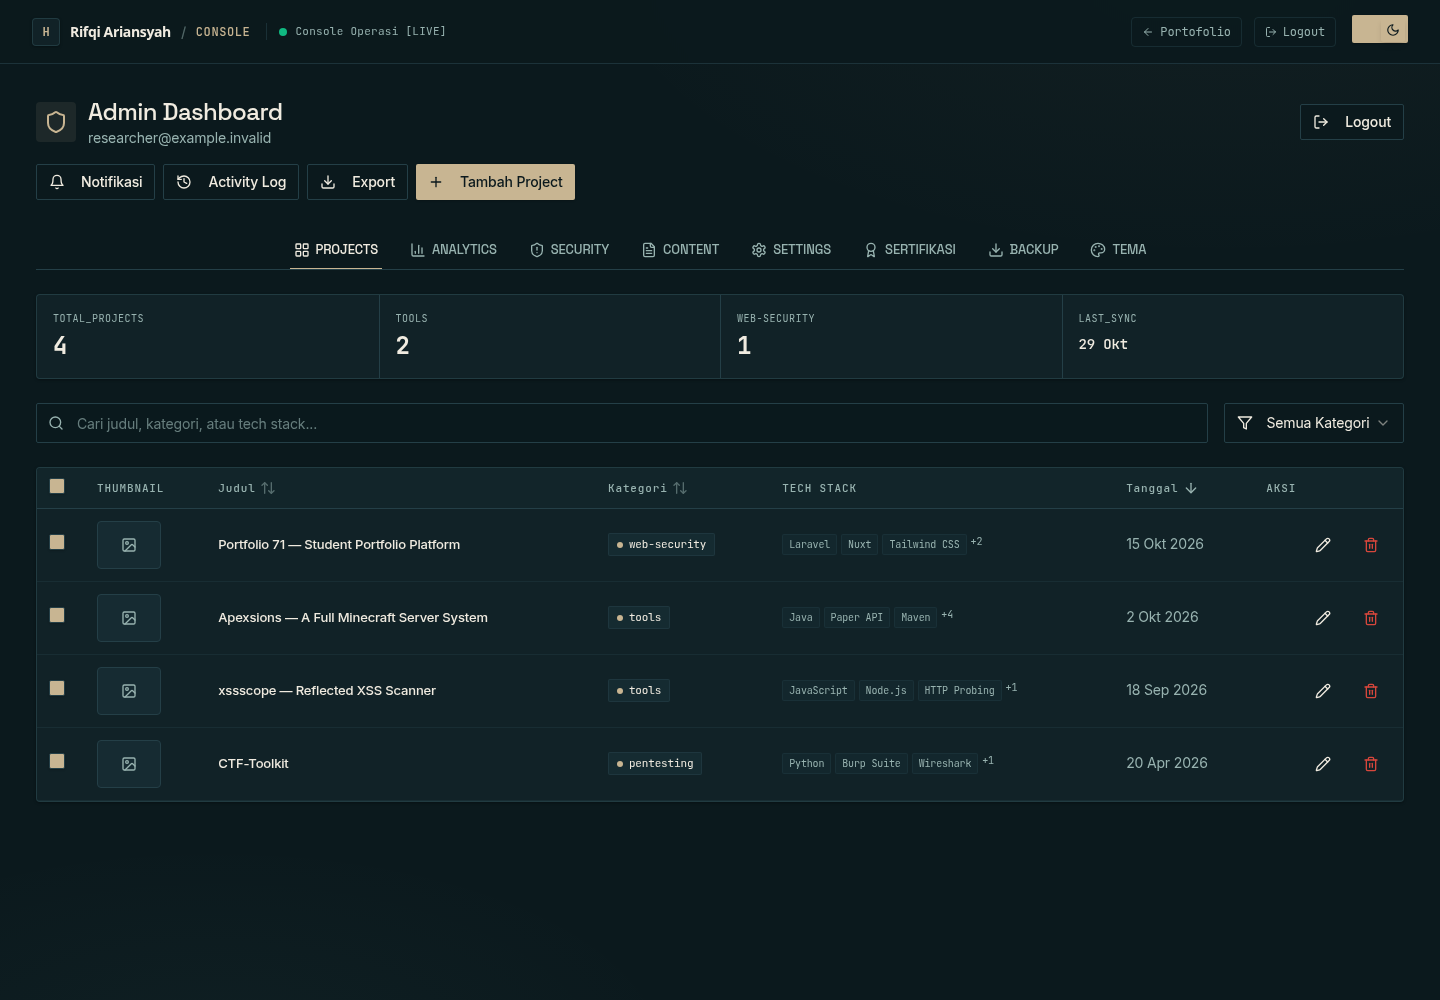 H Rifqi Ariansyah / CONSOLE Console Operasi [LIVE] Portofolio Logout
Admin Dashboard
researcher@example.invalid
Logout
Notifikasi Activity Log Export Tambah Project
PROJECTS ANALYTICS SECURITY CONTENT SETTINGS SERTIFIKASI BACKUP TEMA
TOTAL_PROJECTS TOOLS WEB-SECURITY LAST_SYNC
4 2 1 29 Okt
Cari judul, kategori, atau tech stack... Semua Kategori
THUMBNAIL Judul Kategori TECH STACK Tanggal AKSI
Portfolio 71 — Student Portfolio Platform web-security Laravel Nuxt Tailwind CSS +2 15 Okt 2026
Apexsions — A Full Minecraft Server System tools Java Paper API Maven +4 2 Okt 2026
xssscope — Reflected XSS Scanner tools JavaScript Node.js HTTP Probing +1 18 Sep 2026
CTF-Toolkit pentesting Python Burp Suite Wireshark +1 20 Apr 2026